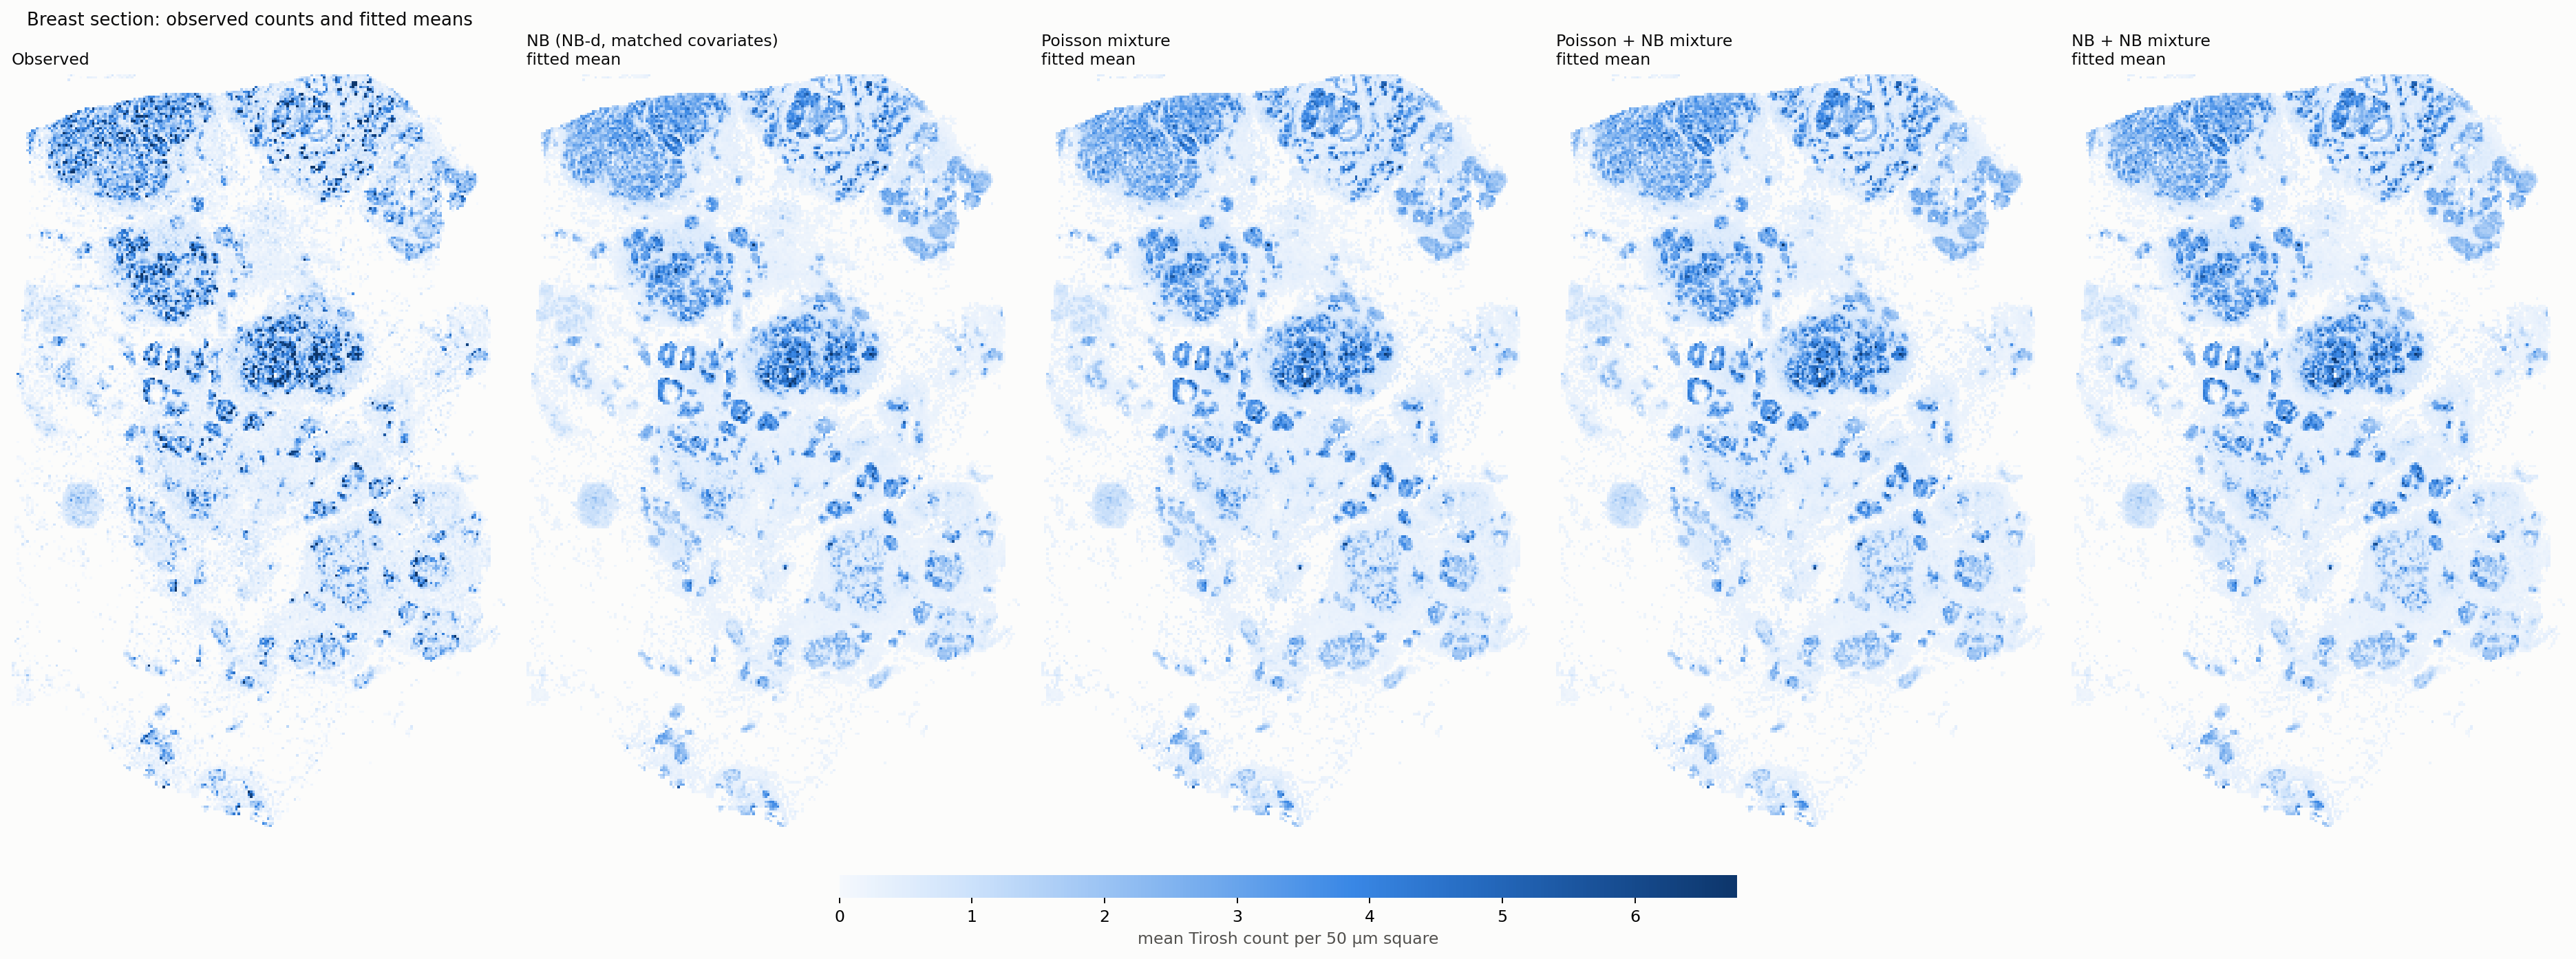 Breast section: observed counts and fitted means
Observed
NB (NB-d, matched covariates)
fitted mean
Poisson mixture
fitted mean
Poisson + NB mixture
fitted mean
NB + NB mixture
fitted mean
0 1 2 3 4 5 6
mean Tirosh count per 50 µm square